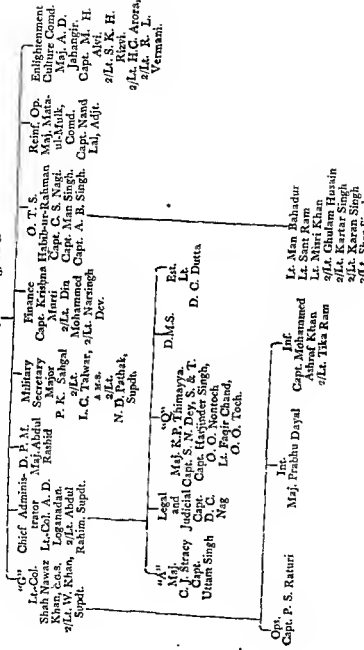 "G"
Lt.-Col.
Shah Nawaz
Khan, C.O.S.
2/Lt. W. Khan,
Supdt.
Chief Adminis-
trator
Lt.-Col. A. D.
Loganadan.
2/Lt. Abdul
Rahim. Supdt.
D. P. M.
Maj. Abdul
Rashid
Military
Secretary
Major
P. K. Sahgal
2/Lt.
L. C. Talwar,
A M.S.
2/Lt.
N. D. Pathak,
Supdt.
Finance
Capt. Krishna
Murti
2/Lt. Din
Mohammed
2/Lt. Narsingh
Dev.
O. T. S.
Habib-ur-Rahman
Capt. C. S. Nagi
Capt. Man Singh.
Capt. A. B. Singh.
Reinf. Op.
Maj. Mata-
ul-Mulk,
Comd.
Capt. Nand
Lal, Adjt.
Enlightenment
Culture Comd.
Maj. A. D.
Jahangir.
Capt. M. H.
Alvi.
2/Lt. S. K. H.
Rizvi.
2/Lt. H.C. Arora,
2/Lt. R. L.
Vermani.
"A"
Maj.
C. J. Stracy
Capt.
Uttam Singh
Legal
and
Judicial
Capt.
D. C.
Nag
"Q"
Maj. K.P. Thimayya.
Capt. S. N. Dey, S. & T.
Capt. Harjinder Singh,
O. O. Nontoch
Lt. Feqir Chand,
O. O. Toch.
D.M.S.
Est.
Lt.
D. C. Dutta
Ops.
Capt. P. S. Raturi
Int.
Maj. Prabhu Dayal
Inf.
Capt. Mohammed
Ashraf Khan
2/Lt. Tika Ram
Lt. Man Bahadur
Lt. Sant Ram
Lt. Misri Khan
2/Lt. Ghulam Husain
2/Lt. Kartar Singh
2/Lt. Karan Singh